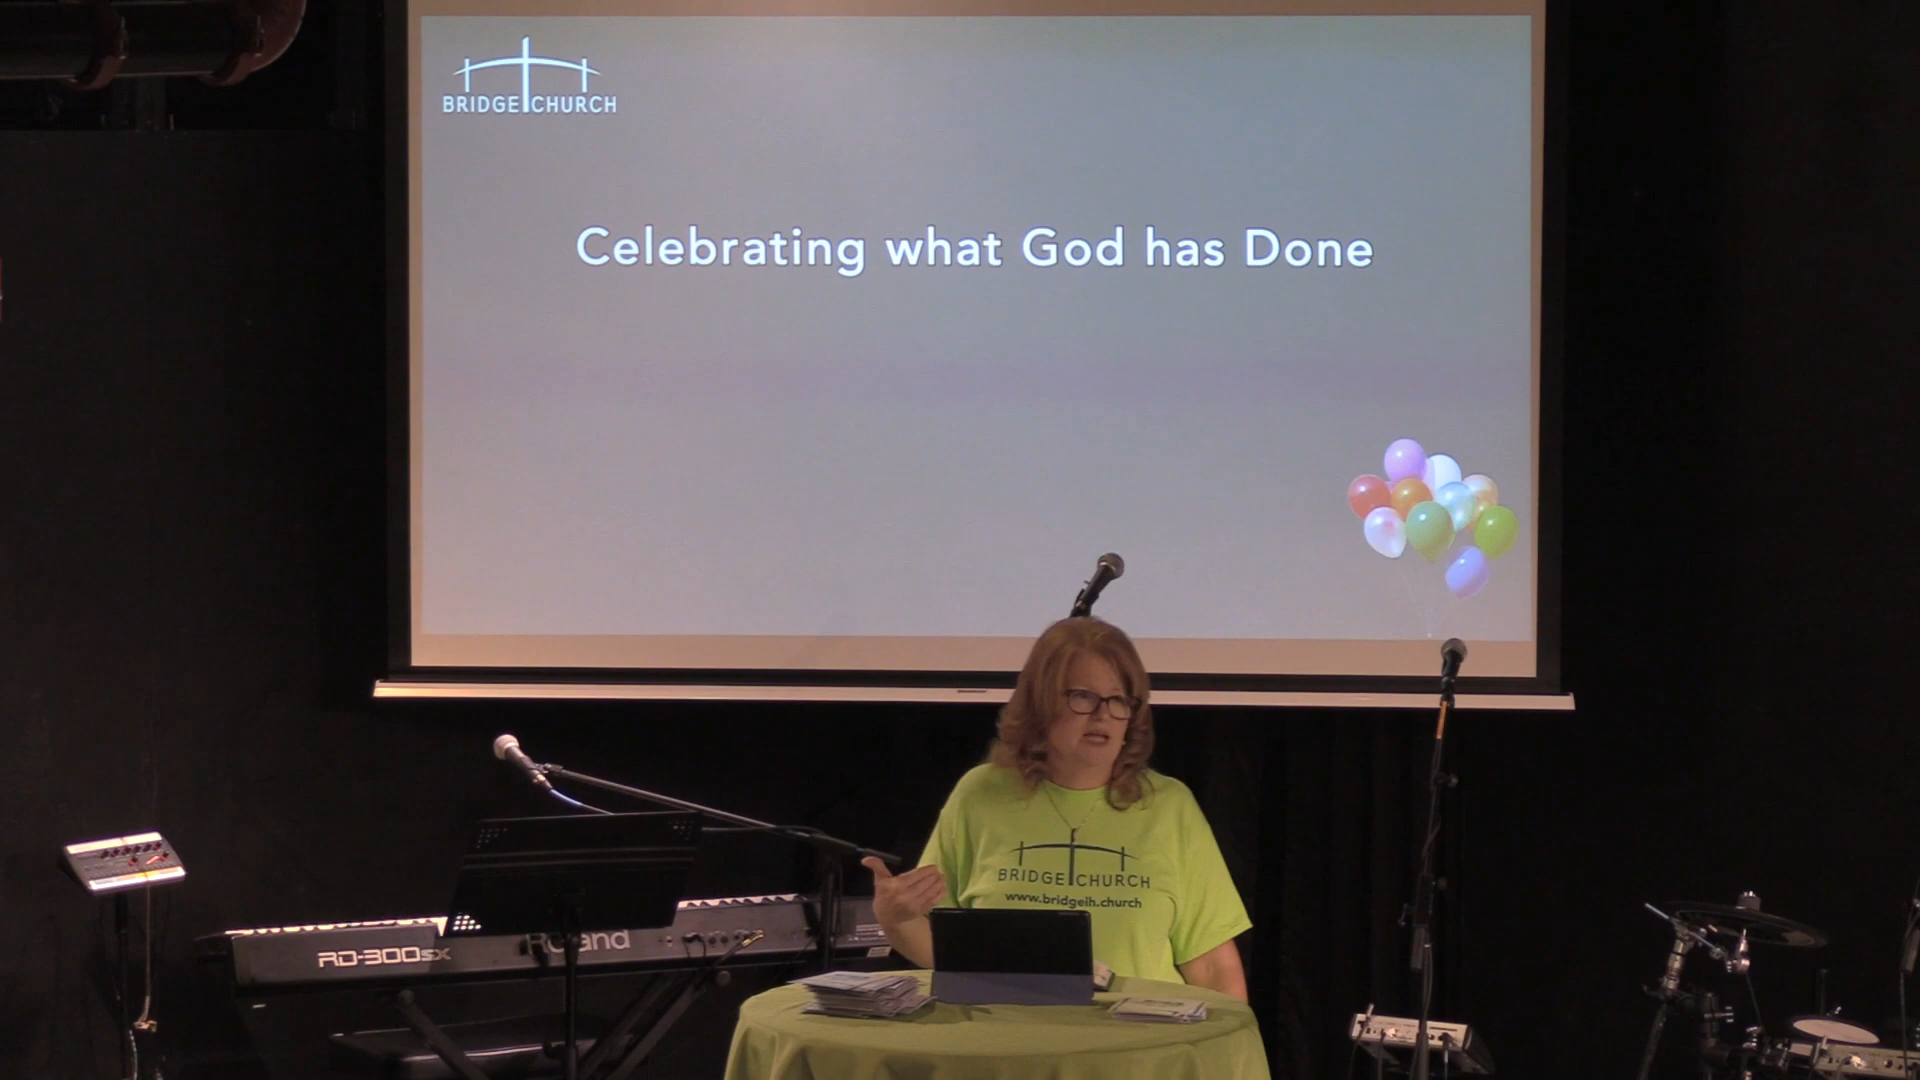 BRIDGE CHURCH
Celebrating what God has Done
BRIDGE CHURCH
www.bridgeih.church
RD-300SX
Roland